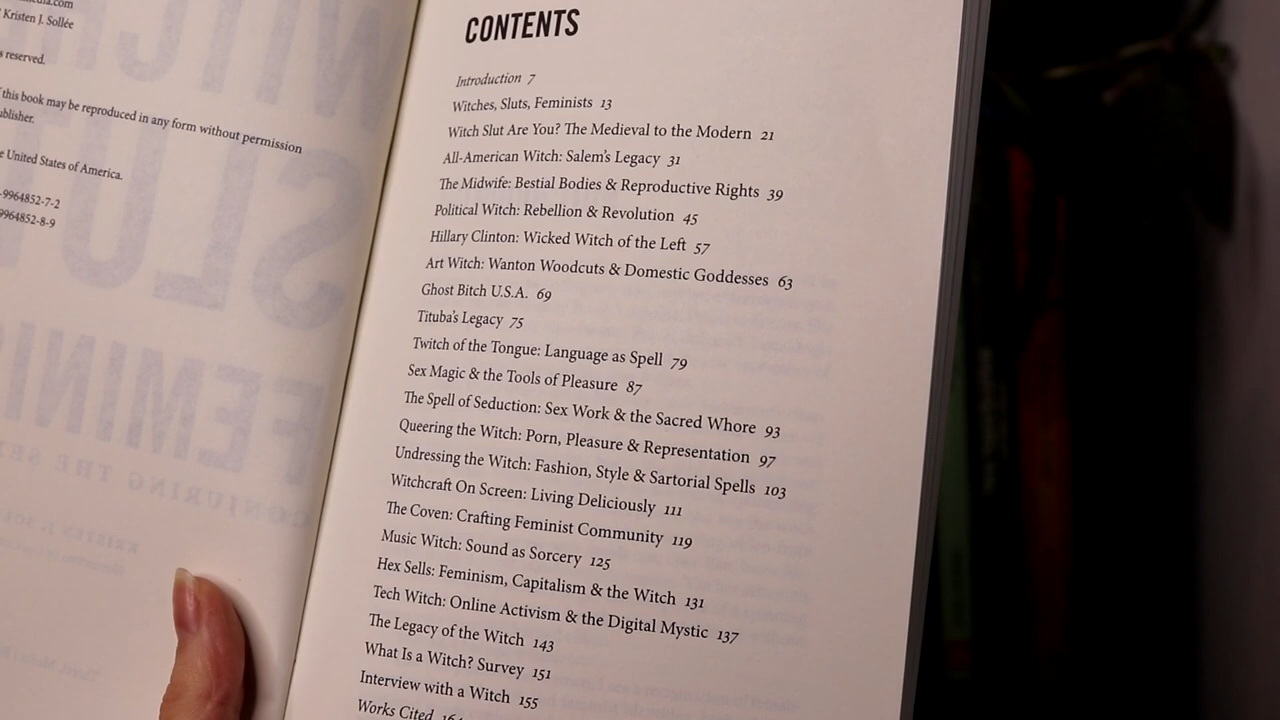 Kristen J. Sollée
reserved.
this book may be reproduced in any form without permission
United States of America.
-9964852-7-2
9964852-8-9
CONTENTS
Introduction 7
Witches, Sluts, Feminists 13
Witch Slut Are You? The Medieval to the Modern 21
All-American Witch: Salem's Legacy 31
The Midwife: Bestial Bodies & Reproductive Rights 39
Political Witch: Rebellion & Revolution 45
Hillary Clinton: Wicked Witch of the Left 57
Art Witch: Wanton Woodcuts & Domestic Goddesses 63
Ghost Bitch U.S.A. 69
Tituba's Legacy 75
Twitch of the Tongue: Language as Spell 79
Sex Magic & the Tools of Pleasure 87
The Spell of Seduction: Sex Work & the Sacred Whore 93
Queering the Witch: Porn, Pleasure & Representation 97
Undressing the Witch: Fashion, Style & Sartorial Spells 103
Witchcraft On Screen: Living Deliciously 111
The Coven: Crafting Feminist Community 119
Music Witch: Sound as Sorcery 125
Hex Sells: Feminism, Capitalism & the Witch 131
Tech Witch: Online Activism & the Digital Mystic 137
The Legacy of the Witch 143
What Is a Witch? Survey 151
Interview with a Witch 155
Works Cited